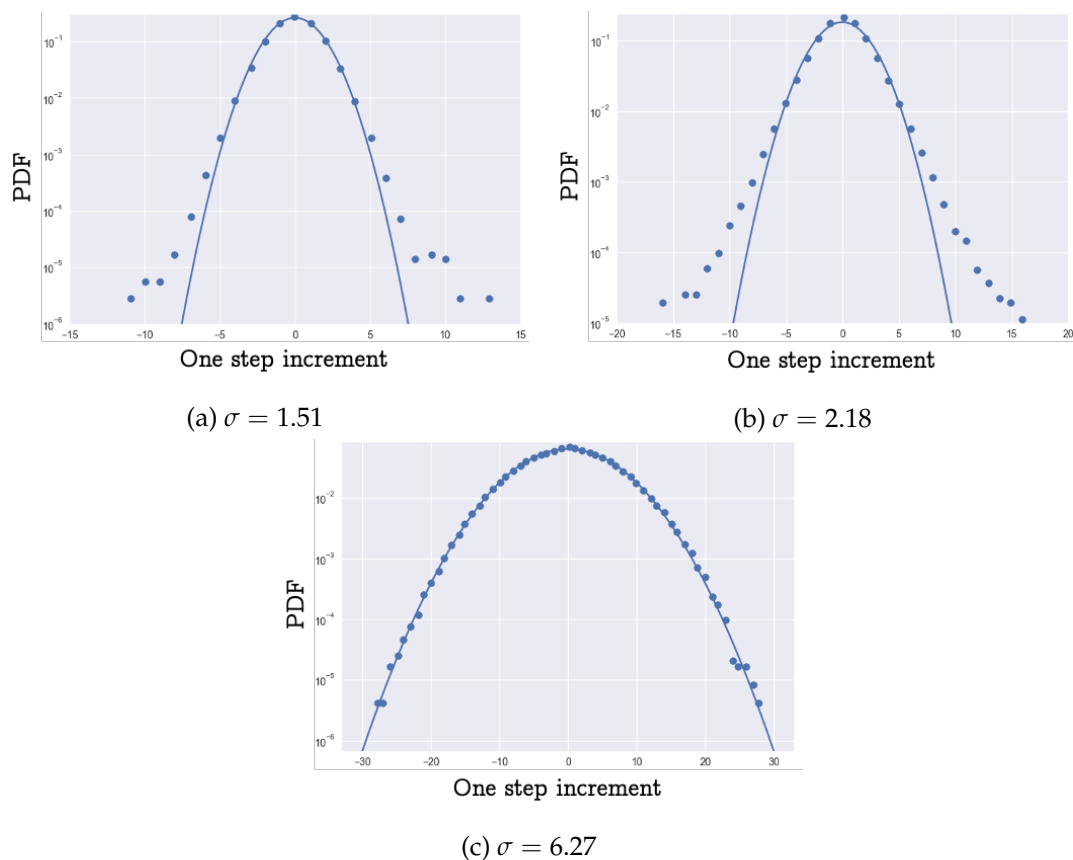 10⁻¹
10⁻²
10⁻³
10⁻⁴
10⁻⁵
10⁻⁶
PDF
−15 −10 −5 0 5 10 15
One step increment
(a) σ = 1.51
10⁻¹
10⁻²
10⁻³
10⁻⁴
10⁻⁵
PDF
−20 −15 −10 −5 0 5 10 15 20
One step increment
(b) σ = 2.18
10⁻²
10⁻³
10⁻⁴
10⁻⁵
10⁻⁶
PDF
−30 −20 −10 0 10 20 30
One step increment
(c) σ = 6.27